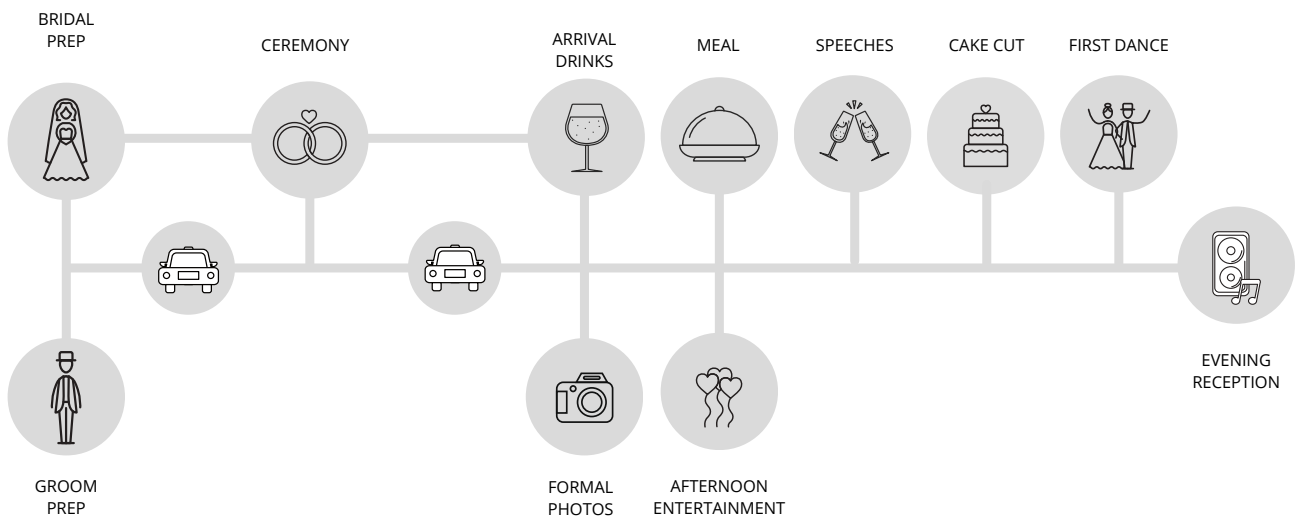 BRIDAL
PREP
CEREMONY
ARRIVAL
DRINKS
MEAL
SPEECHES
CAKE CUT
FIRST DANCE
EVENING
RECEPTION
GROOM
PREP
FORMAL
PHOTOS
AFTERNOON
ENTERTAINMENT